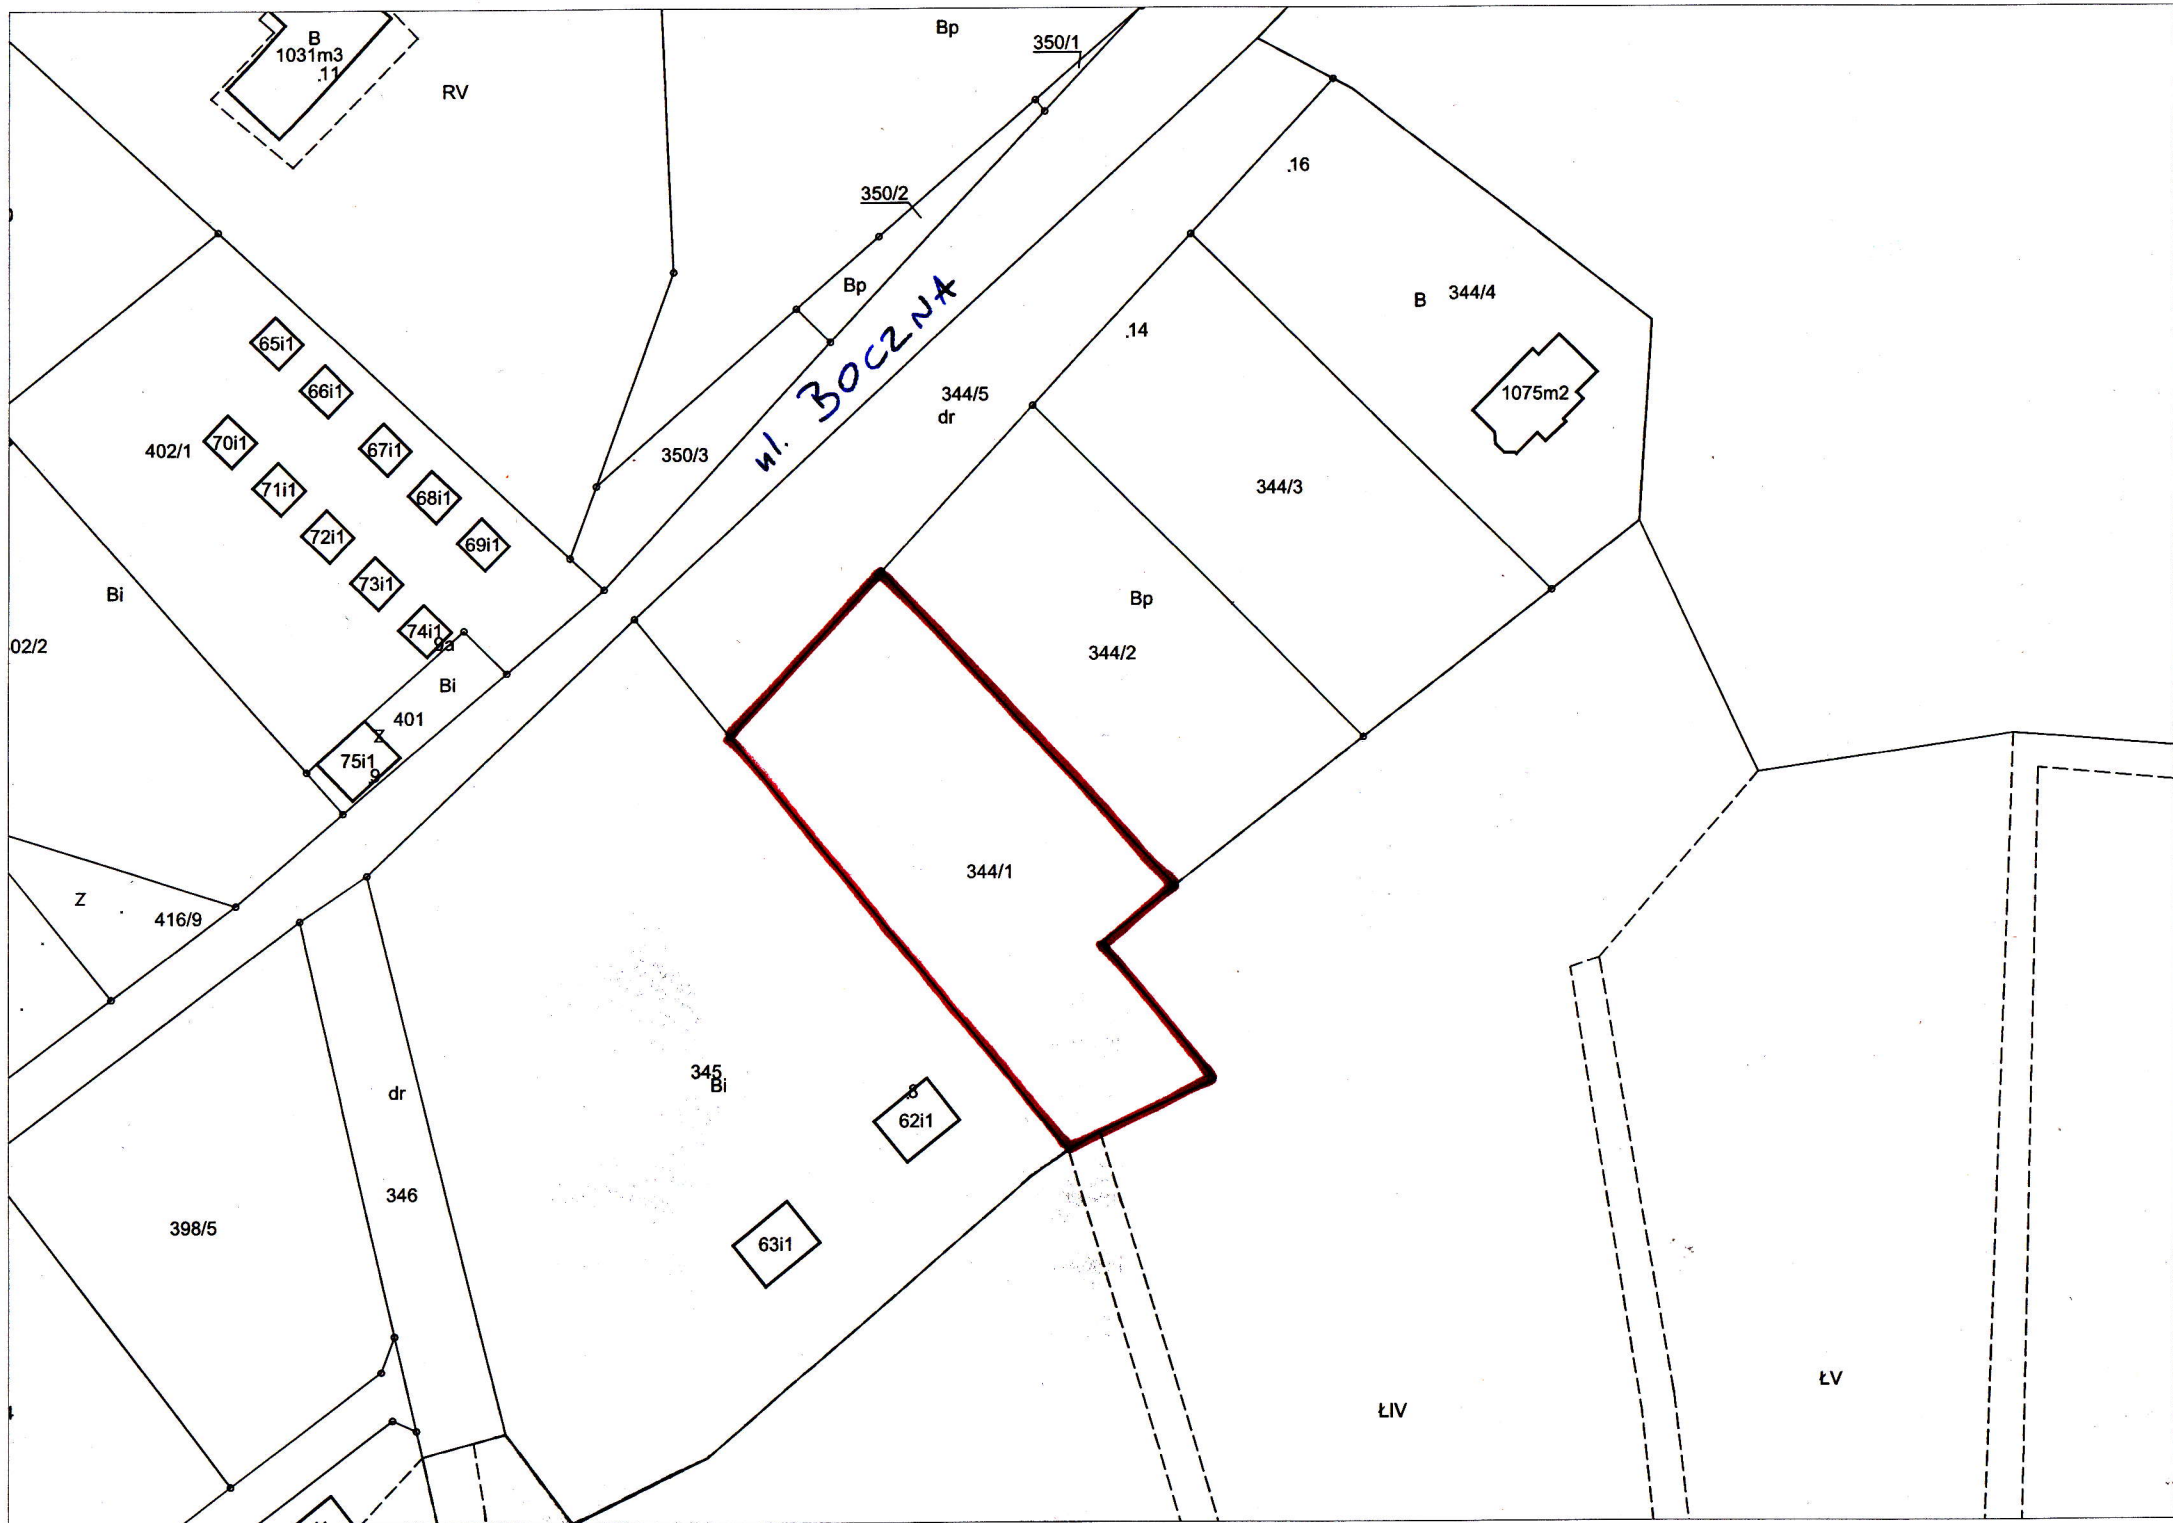 Bp
350/1
B
1031m3
.11
RV
.16
350/2
Bp
B
344/4
.14
65i1
66i1
1075m2
344/5
dr
ul. BOCZNA
70i1
67i1
402/1
350/3
71i1
68i1
344/3
72i1
69i1
73i1
Bi
Bp
74i1
9a
02/2
344/2
Bi
401
Z
75i1
.9
344/1
Z
416/9
345
Bi
dr
.8
62i1
346
398/5
63i1
ŁV
ŁIV